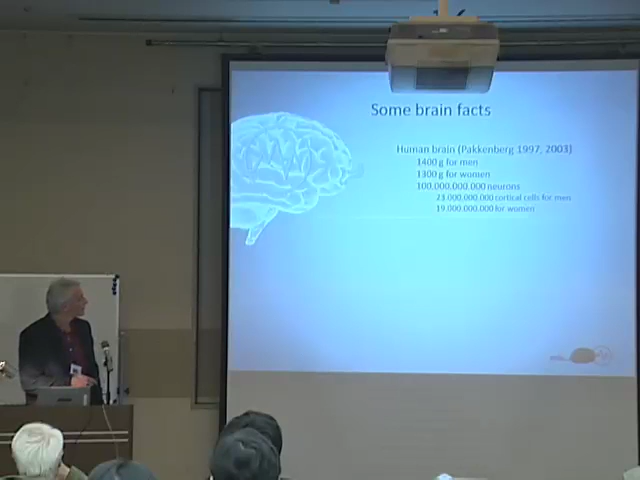 Some brain facts
Human brain (Pakkenberg 1997, 2003)
1400 g for men
1300 g for women
100.000.000.000 neurons
23 000.000.000 cortical cells for men
19.000.000.000 for women